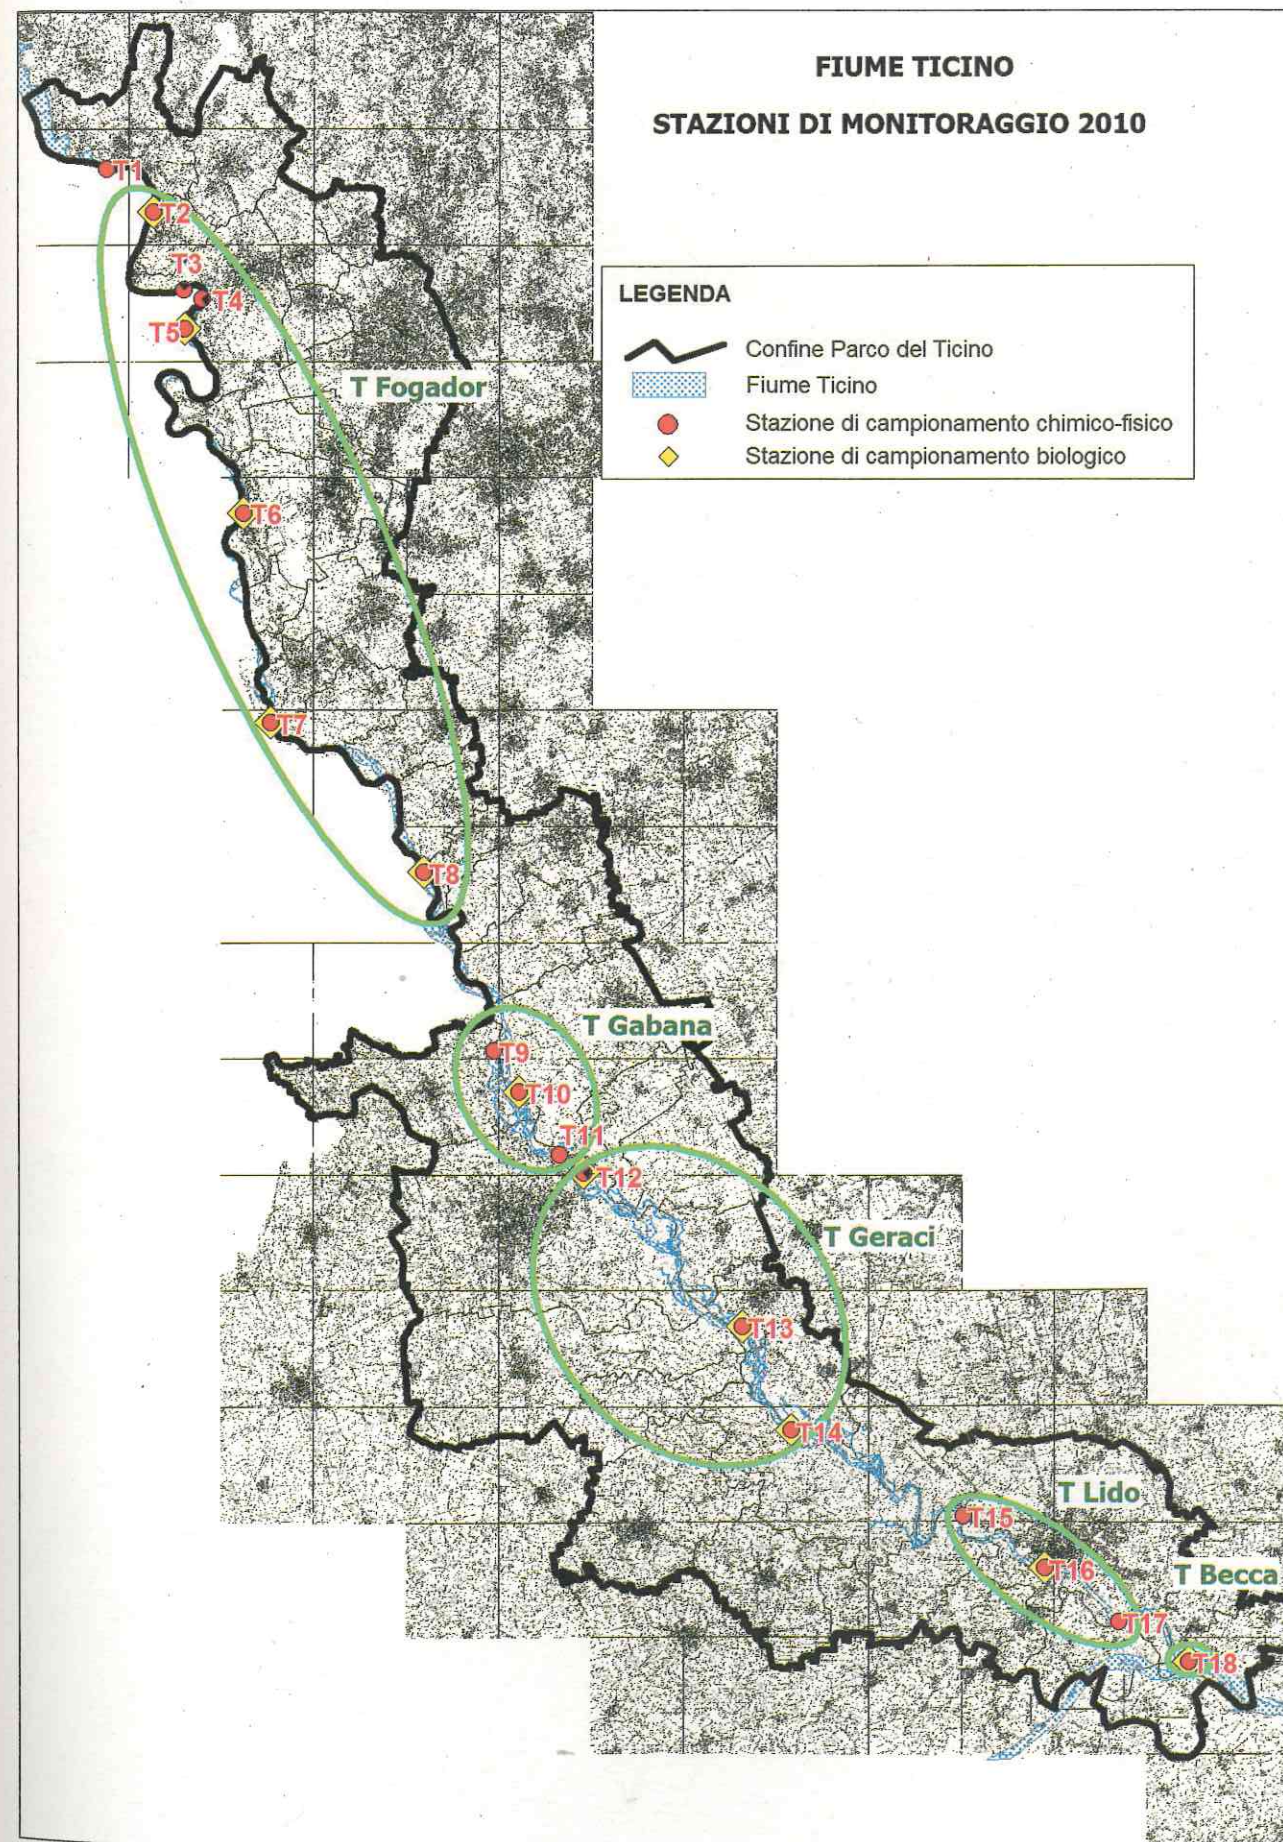 FIUME TICINO
STAZIONI DI MONITORAGGIO 2010
LEGENDA
Confine Parco del Ticino
Fiume Ticino
Stazione di campionamento chimico-fisico
Stazione di campionamento biologico
T1
T2
T3
T4
T5
T Fogador
T6
T7
T8
T Gabana
T9
T10
T11
T12
T Geraci
T13
T14
T Lido
T15
T16
T Becca
T17
T18